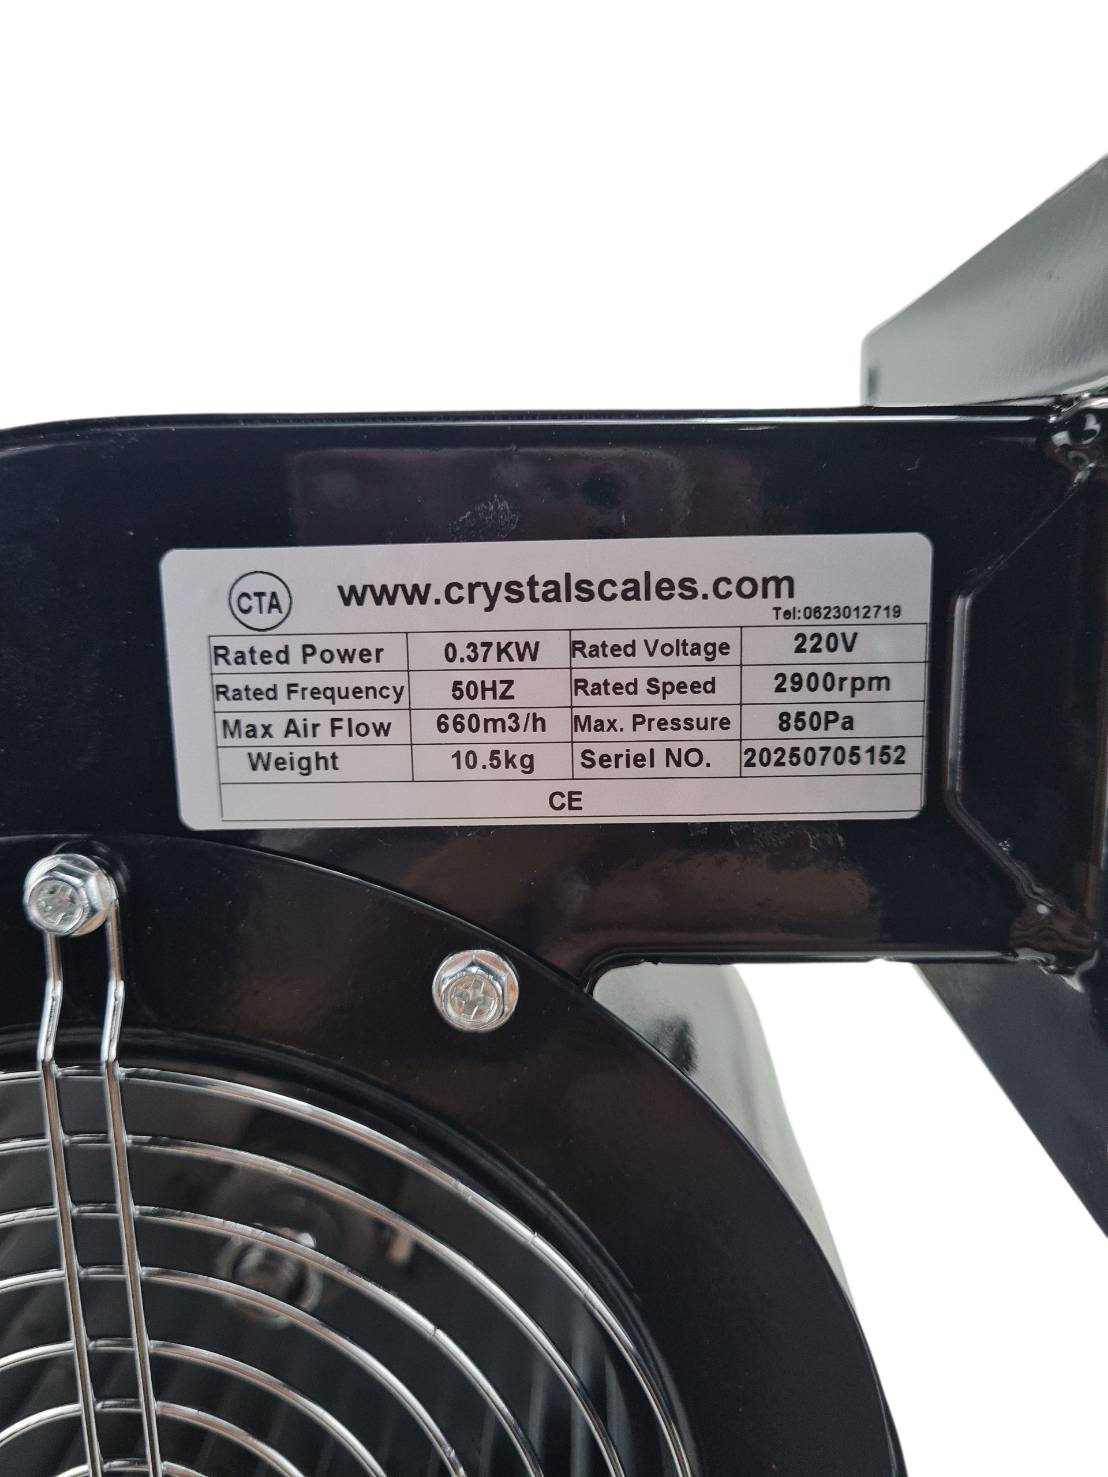 CTA
www.crystalscales.com
Tel:0623012719
Rated Power 0.37KW Rated Voltage 220V
Rated Frequency 50HZ Rated Speed 2900rpm
Max Air Flow 660m3/h Max. Pressure 850Pa
Weight 10.5kg Seriel NO. 20250705152
CE